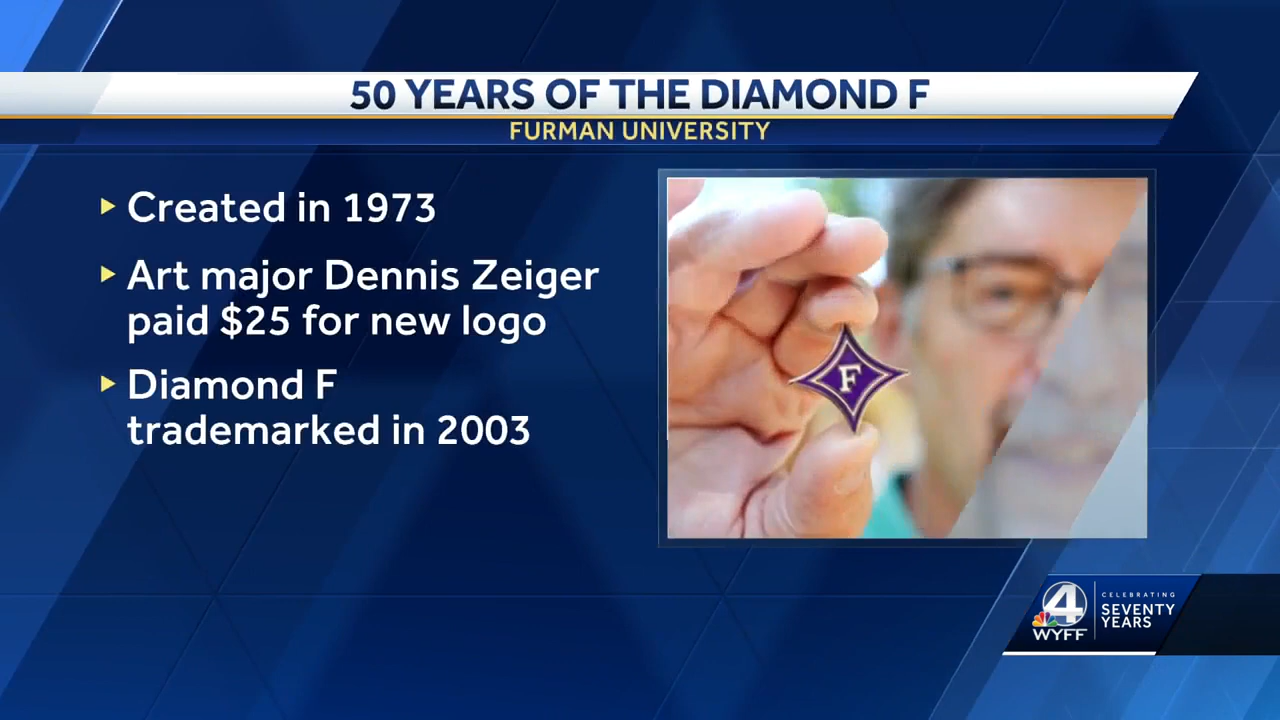 50 YEARS OF THE DIAMOND F
FURMAN UNIVERSITY
Created in 1973
Art major Dennis Zeiger
paid $25 for new logo
Diamond F
trademarked in 2003
F
4
WYFF
CELEBRATING
SEVENTY
YEARS